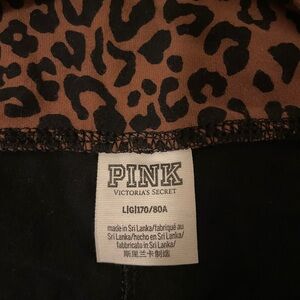 PINK
VICTORIA'S SECRET
L|G|170/80A
made in Sri Lanka/fabriqué au
Sri Lanka/hecho en Sri Lanka/
fabbricato in Sri Lanka/
斯里兰卡制造